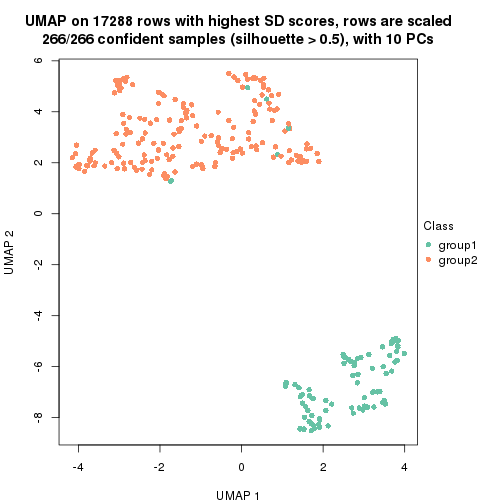 UMAP on 17288 rows with highest SD scores, rows are scaled
266/266 confident samples (silhouette > 0.5), with 10 PCs
6
4
2
0
-2
-4
-6
-8
UMAP 2
Class
group1
group2
-4
-2
0
2
4
UMAP 1